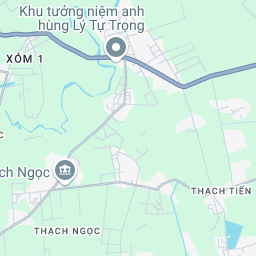 Khu tưởng niệm anh
hùng Lý Tự Trọng
XÓM 1
ch Ngọc
THẠCH TIẾN
THẠCH NGỌC